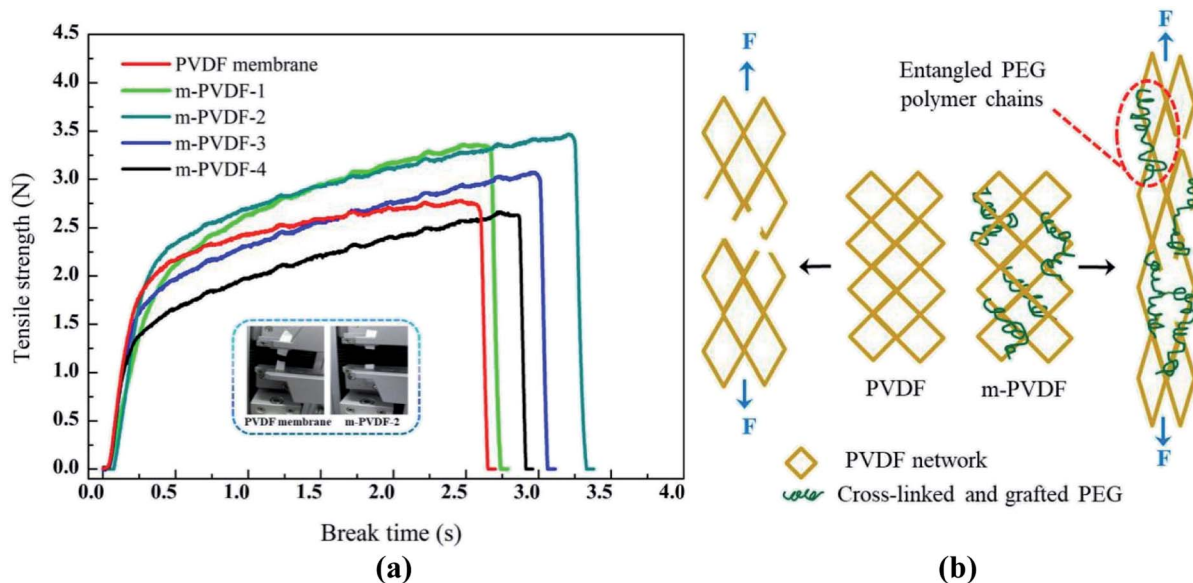 4.5
4.0
3.5
3.0
2.5
2.0
1.5
1.0
0.5
0.0
Tensile strength (N)
PVDF membrane
m-PVDF-1
m-PVDF-2
m-PVDF-3
m-PVDF-4
PVDF membrane m-PVDF-2
0.0 0.5 1.0 1.5 2.0 2.5 3.0 3.5 4.0
Break time (s)
(a)
F
F
Entangled PEG
polymer chains
F
PVDF m-PVDF
F
F
PVDF network
Cross-linked and grafted PEG
(b)